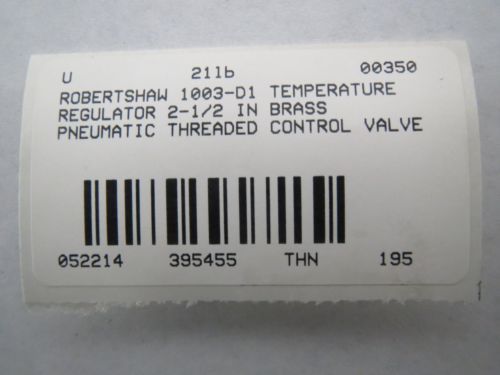 U 21lb 00350
ROBERTSHAW 1003-D1 TEMPERATURE
REGULATOR 2-1/2 IN BRASS
PNEUMATIC THREADED CONTROL VALVE
052214 395455 THN 195